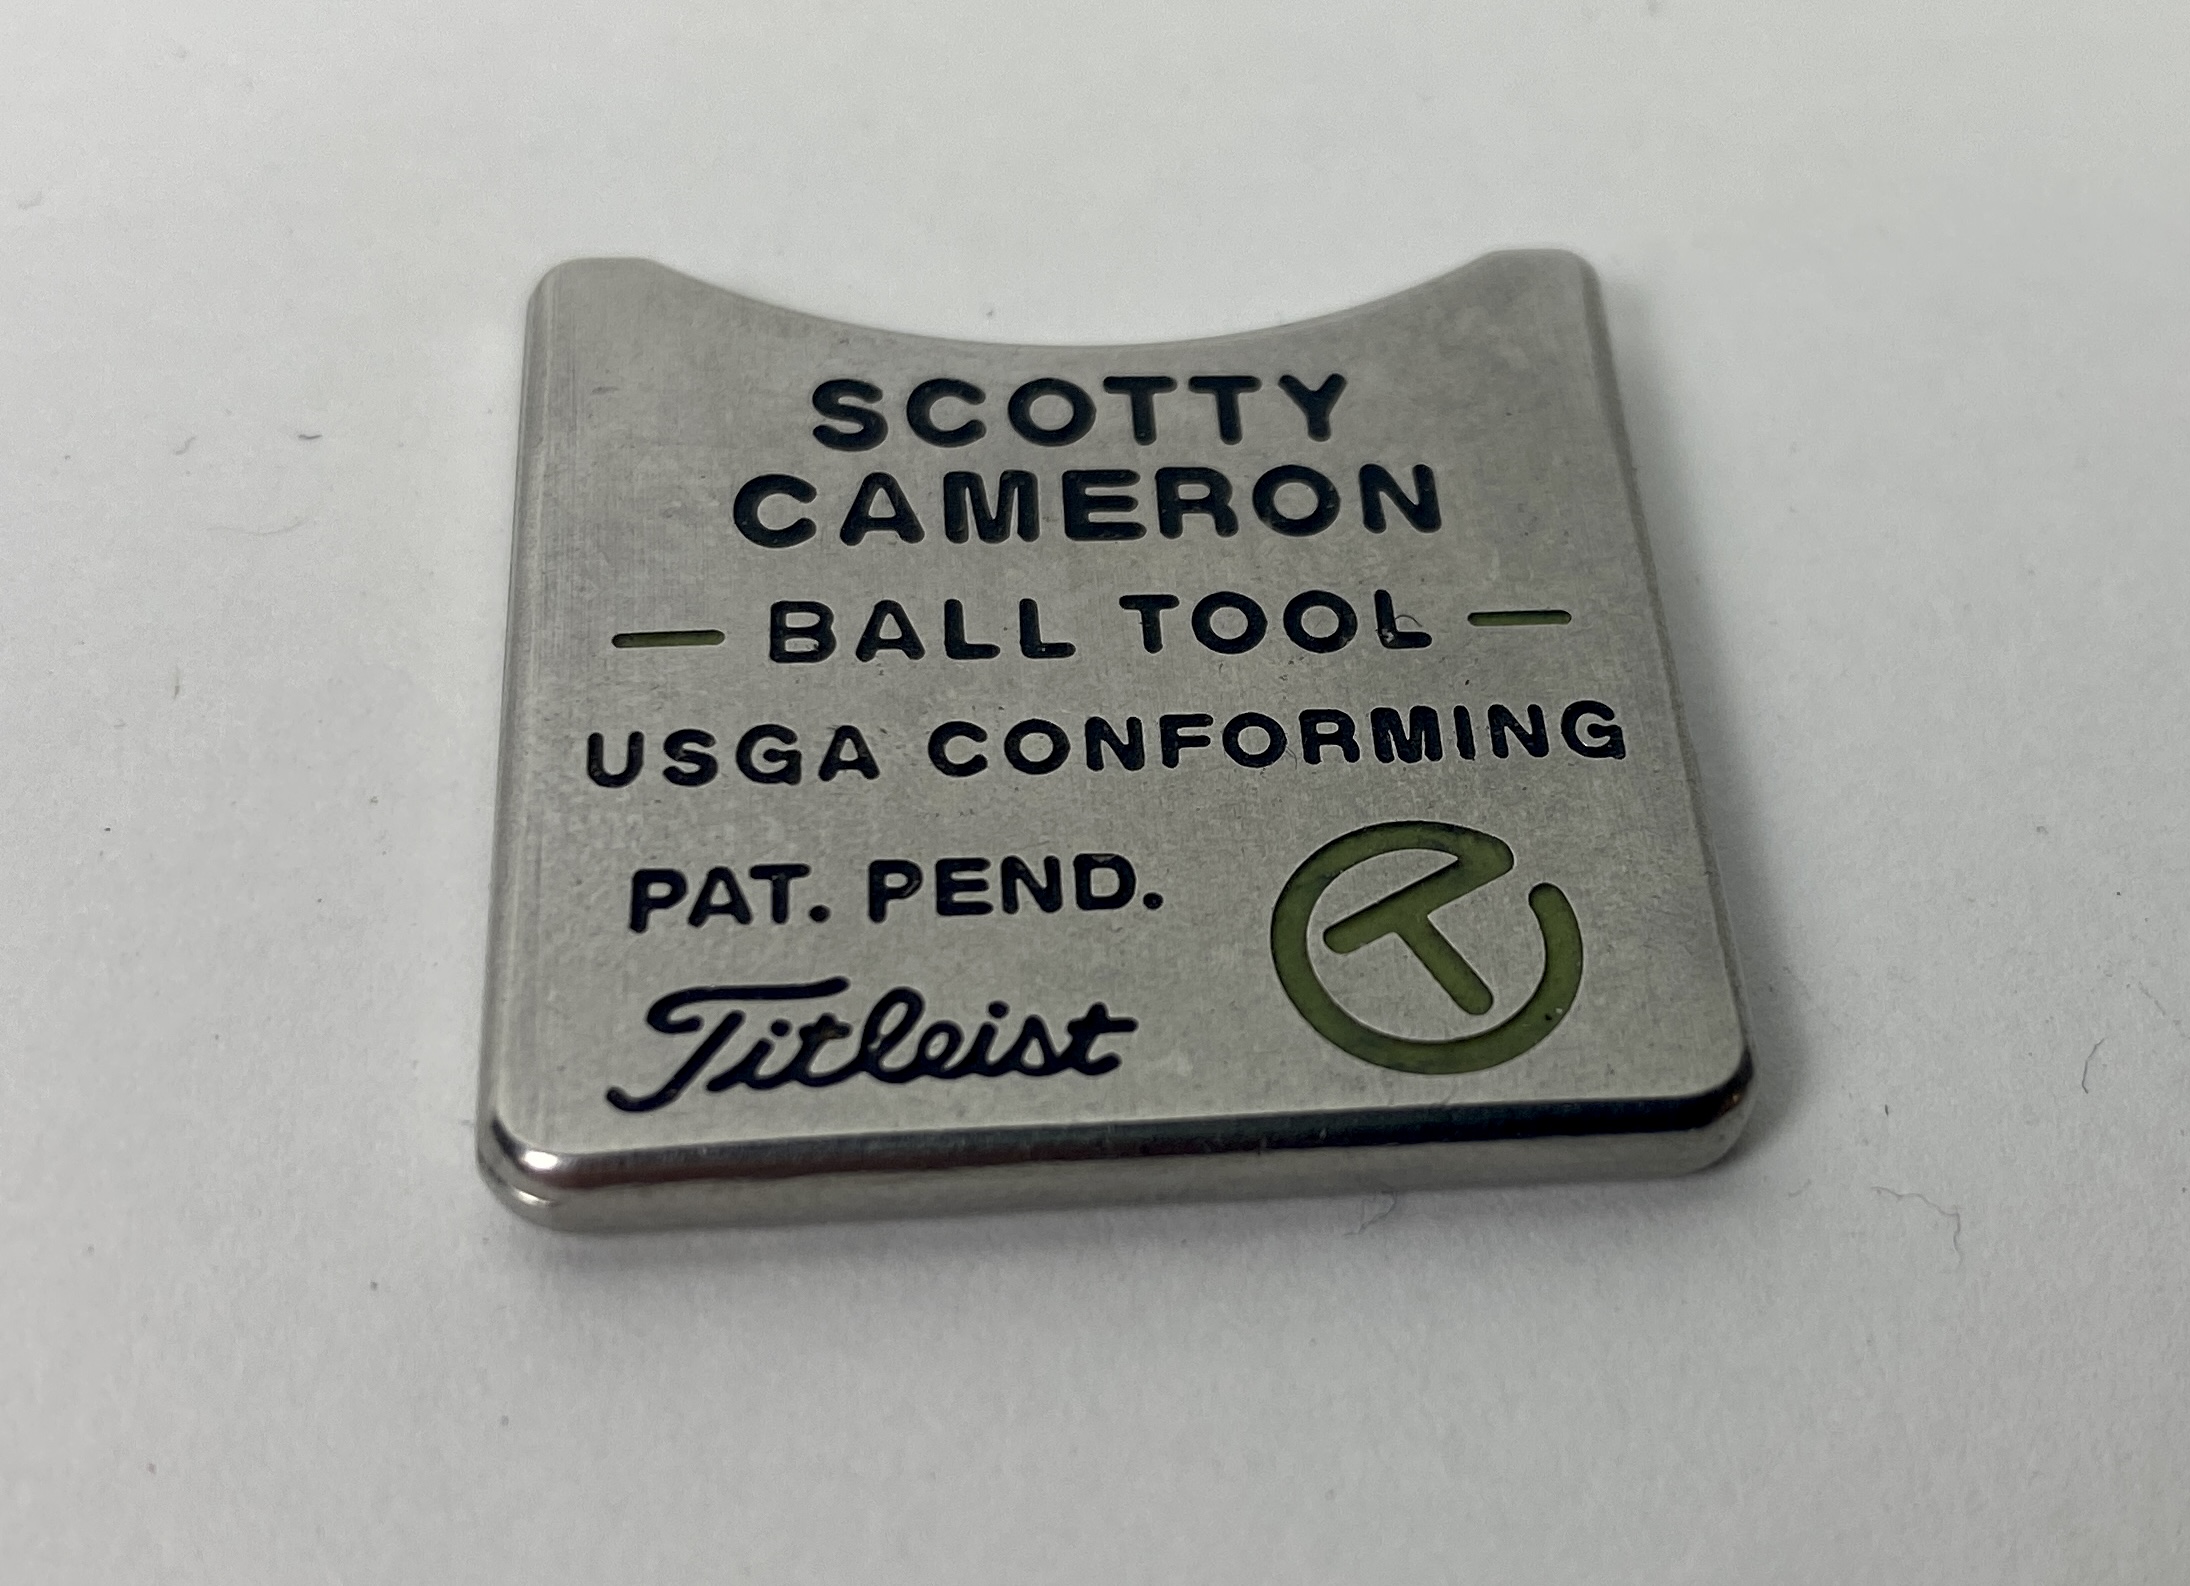 SCOTTY
CAMERON
— BALL TOOL —
USGA CONFORMING
PAT. PEND.
Titleist
T